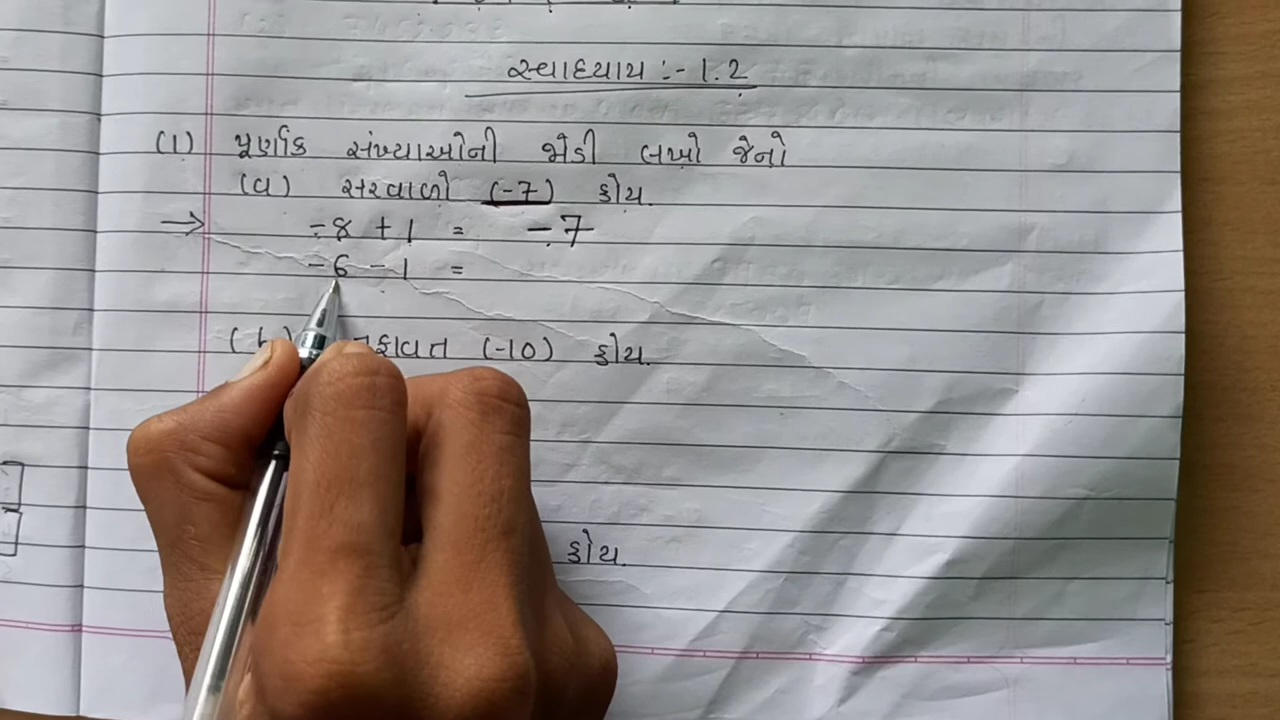 સ્વાધ્યાય :- 1.2
(1) પૂર્ણાંક સંખ્યાઓની જોડી લખો જેનો
(a) સરવાળો (-7) હોય.
→ -8 + 1 = -7
-6 - 1 =
(b) તફાવત (-10) હોય.
હોય.